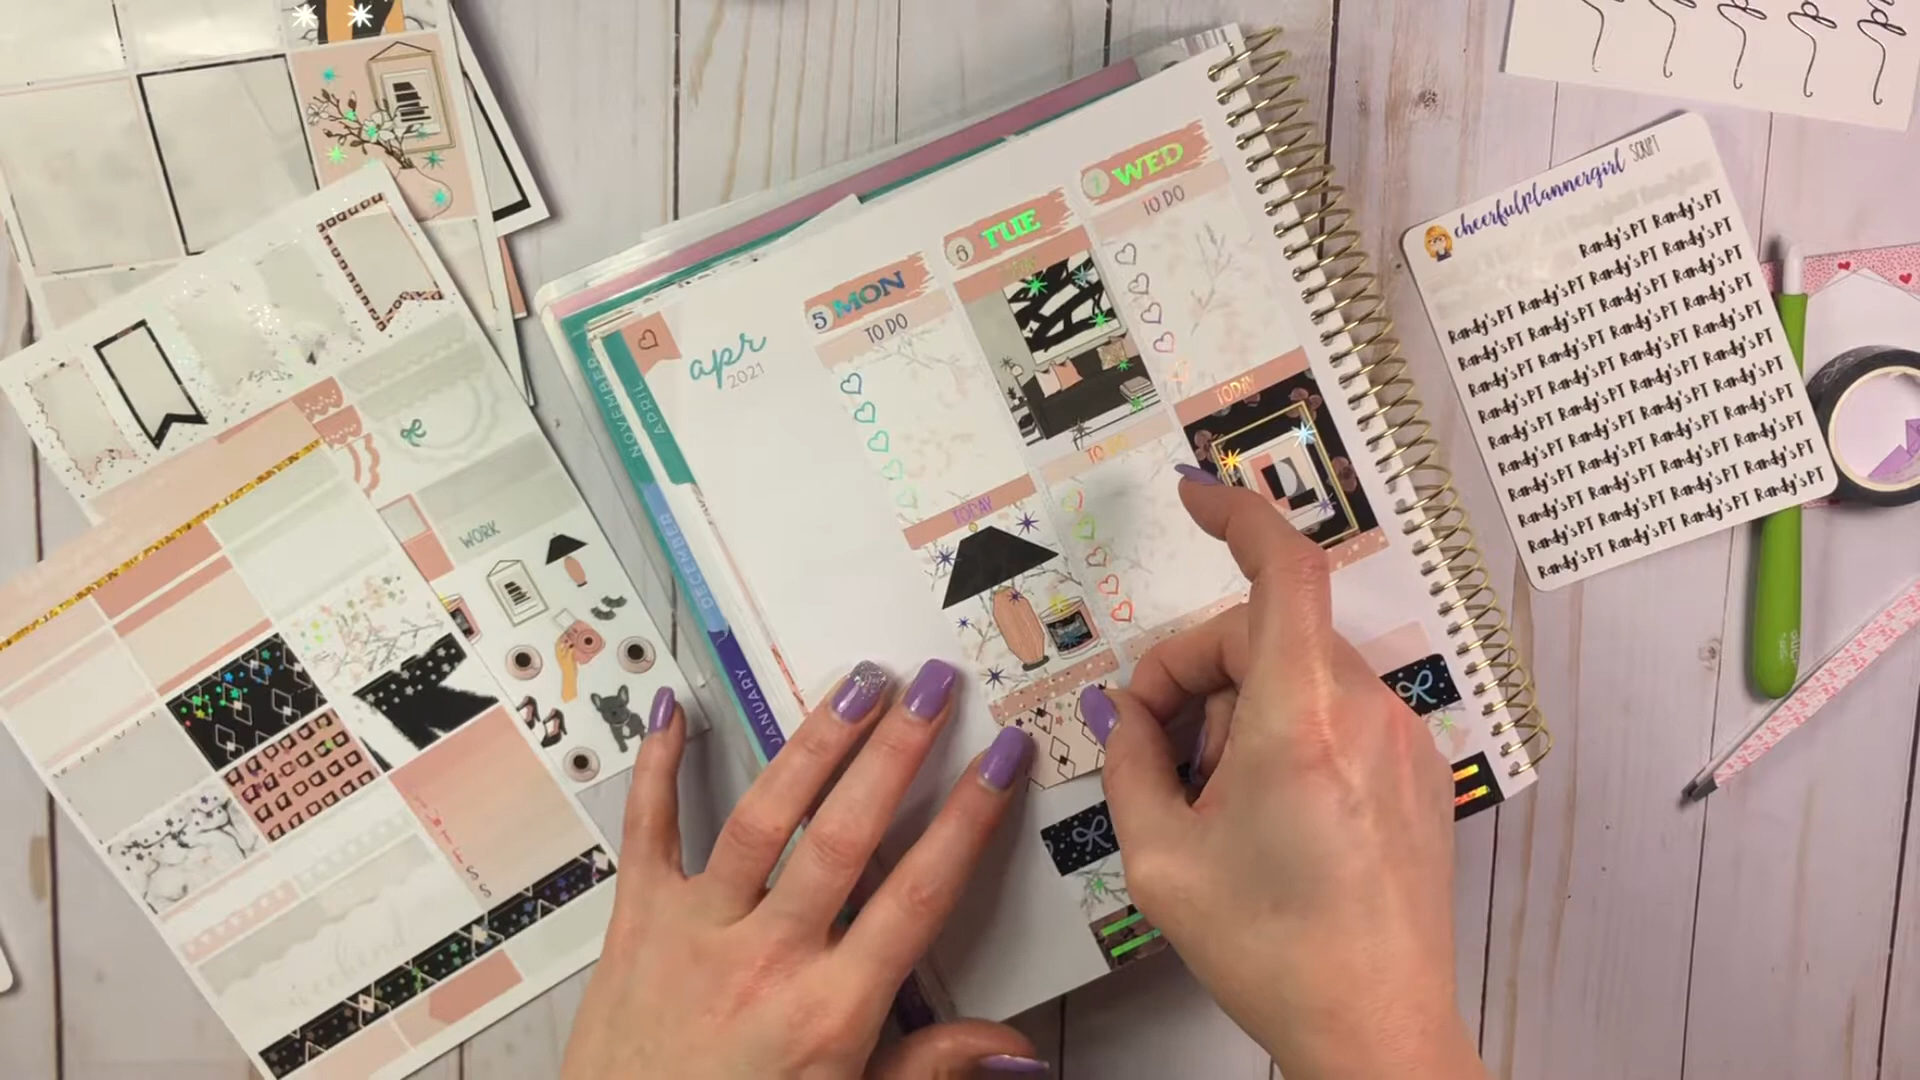 cheerfulplannergirl SCRIPT
Randy's PT Randy's PT
Randy's PT Randy's PT Randy's PT Randy's PT
Randy's PT Randy's PT Randy's PT Randy's PT
Randy's PT Randy's PT Randy's PT Randy's PT
Randy's PT Randy's PT Randy's PT Randy's PT
Randy's PT Randy's PT Randy's PT Randy's PT
Randy's PT Randy's PT Randy's PT Randy's PT
Randy's PT Randy's PT Randy's PT Randy's PT
Randy's PT Randy's PT Randy's PT Randy's PT
Randy's PT Randy's PT Randy's PT Randy's PT
Randy's PT Randy's PT Randy's PT Randy's PT
apr
2021
5 MON
TO DO
TODAY
6 TUE
TO DO
7 WED
TO DO
TODAY
NOVEMBER
APRIL
DECEMBER
JANUARY
WORK
weekend